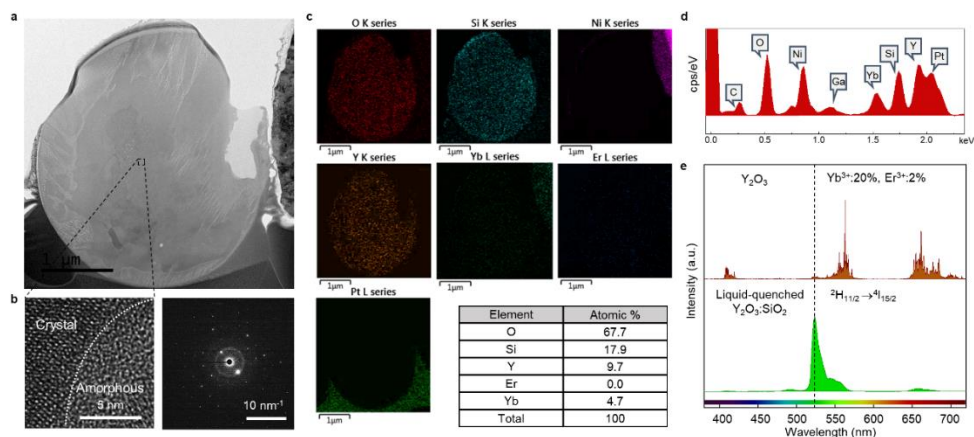 a
1 μm
b
Crystal
Amorphous
5 nm
10 nm⁻¹
c
O K series
Si K series
Ni K series
1μm
1μm
1μm
Y K series
Yb L series
Er L series
1μm
1μm
1μm
Pt L series
1μm
Element Atomic %
O 67.7
Si 17.9
Y 9.7
Er 0.0
Yb 4.7
Total 100
d
cps/eV
C
O
Ni
Ga
Yb
Si
Y
Pt
0.0 0.5 1.0 1.5 2.0 keV
e
Y₂O₃ Yb³⁺:20%, Er³⁺:2%
Liquid-quenched
Y₂O₃:SiO₂
²H₁₁/₂→⁴I₁₅/₂
Intensity (a.u.)
400 450 500 550 600 650 700
Wavelength (nm)